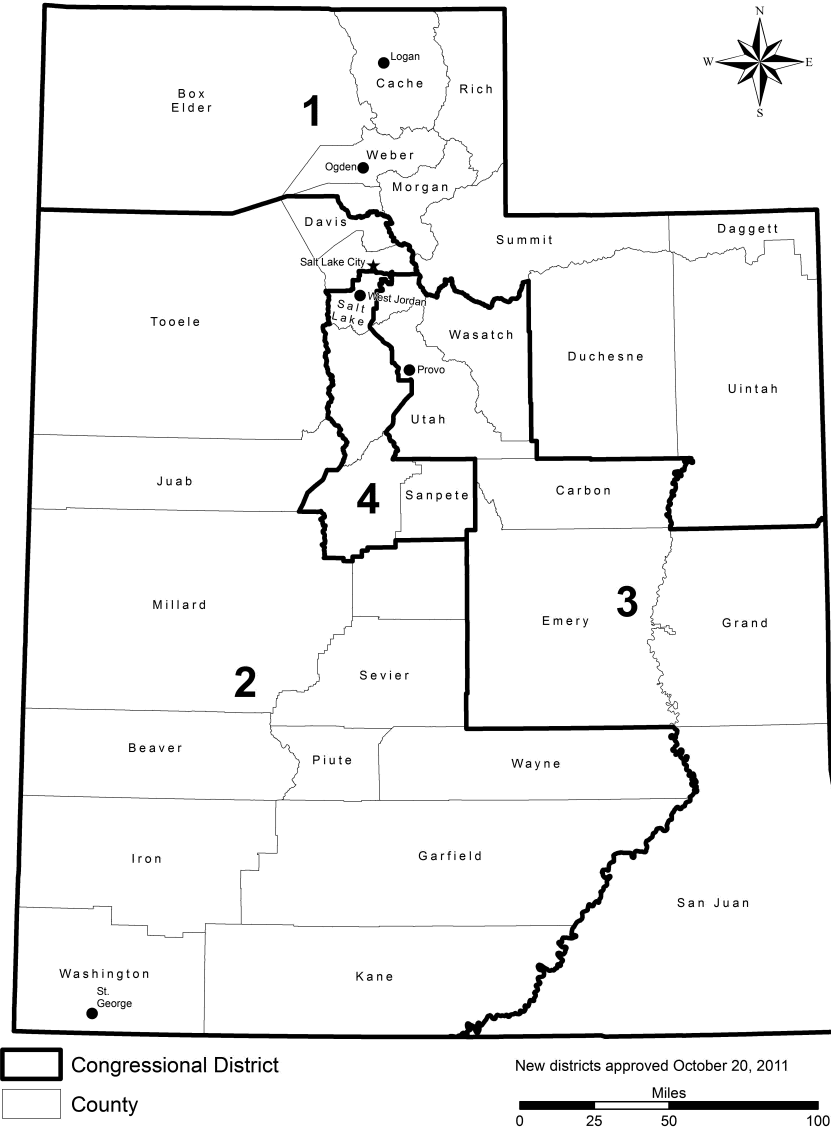 N
W
E
S
Logan
Cache
Rich
Box
Elder
1
Weber
Ogden
Morgan
Davis
Summit
Daggett
Salt Lake City
West Jordan
Salt
Lake
Tooele
Wasatch
Duchesne
Uintah
Provo
Utah
Juab
4
Sanpete
Carbon
Millard
Emery
3
Grand
2
Sevier
Beaver
Piute
Wayne
Iron
Garfield
San Juan
Washington
St.
George
Kane
Congressional District
County
New districts approved October 20, 2011
Miles
0 25 50 100